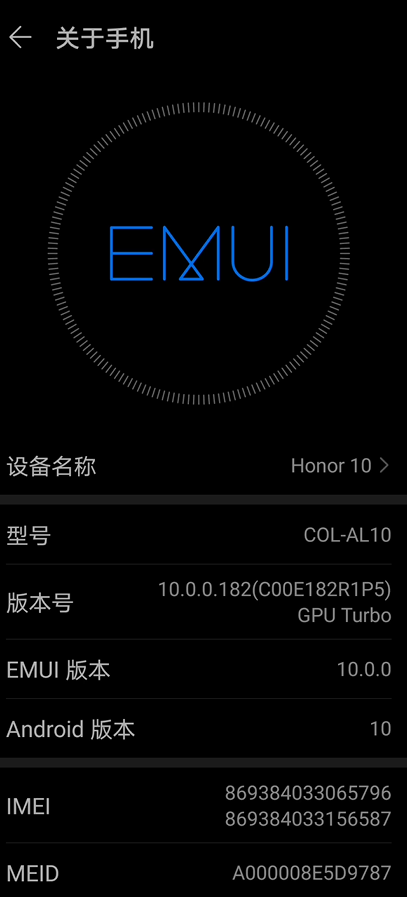 关于手机
EMUI
设备名称 Honor 10
型号 COL-AL10
版本号 10.0.0.182(C00E182R1P5)
GPU Turbo
EMUI 版本 10.0.0
Android 版本 10
IMEI 869384033065796
869384033156587
MEID A000008E5D9787